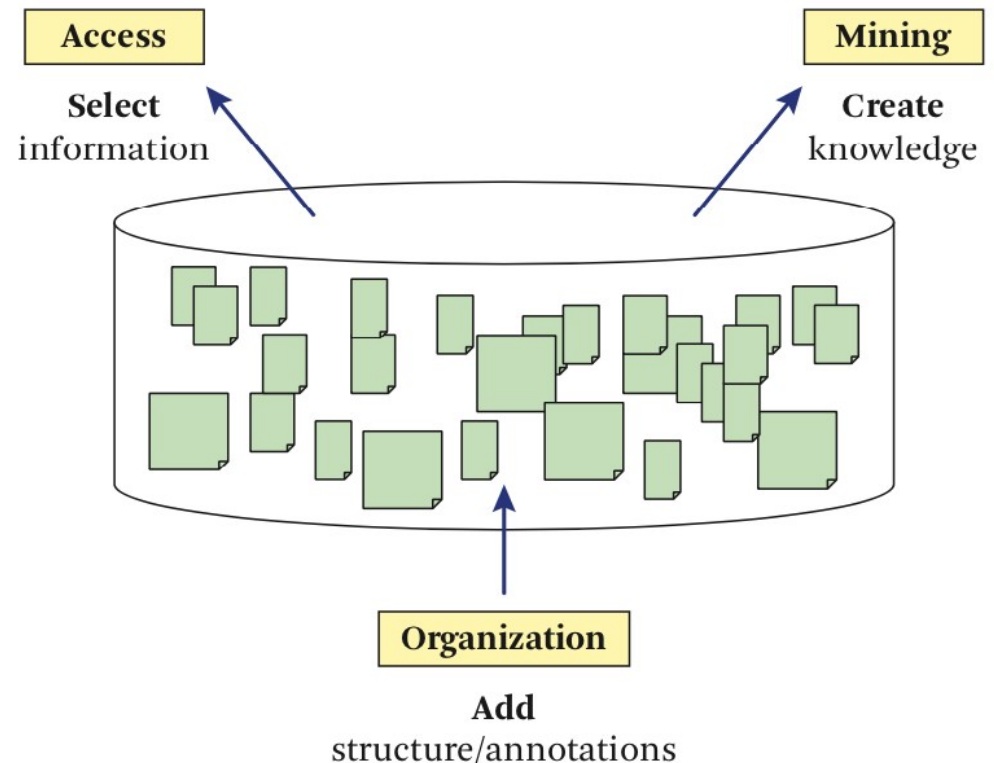 Access
Select
information
Mining
Create
knowledge
Organization
Add
structure/annotations